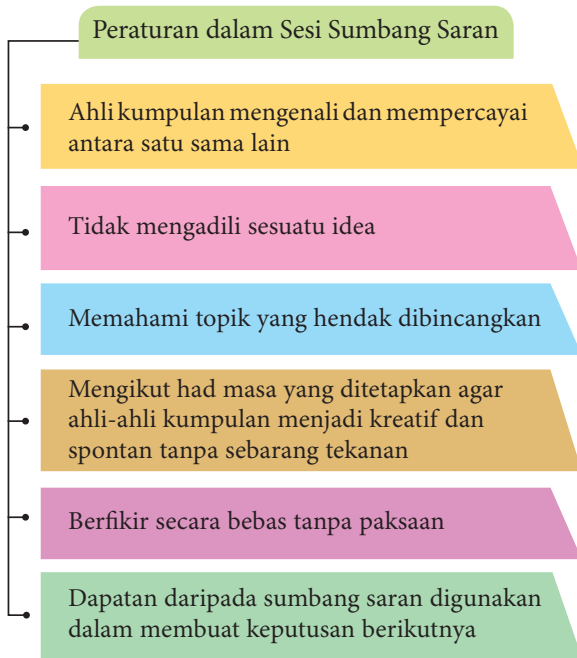 Peraturan dalam Sesi Sumbang Saran
Ahli kumpulan mengenali dan mempercayai
antara satu sama lain
Tidak mengadili sesuatu idea
Memahami topik yang hendak dibincangkan
Mengikut had masa yang ditetapkan agar
ahli-ahli kumpulan menjadi kreatif dan
spontan tanpa sebarang tekanan
Berfikir secara bebas tanpa paksaan
Dapatan daripada sumbang saran digunakan
dalam membuat keputusan berikutnya